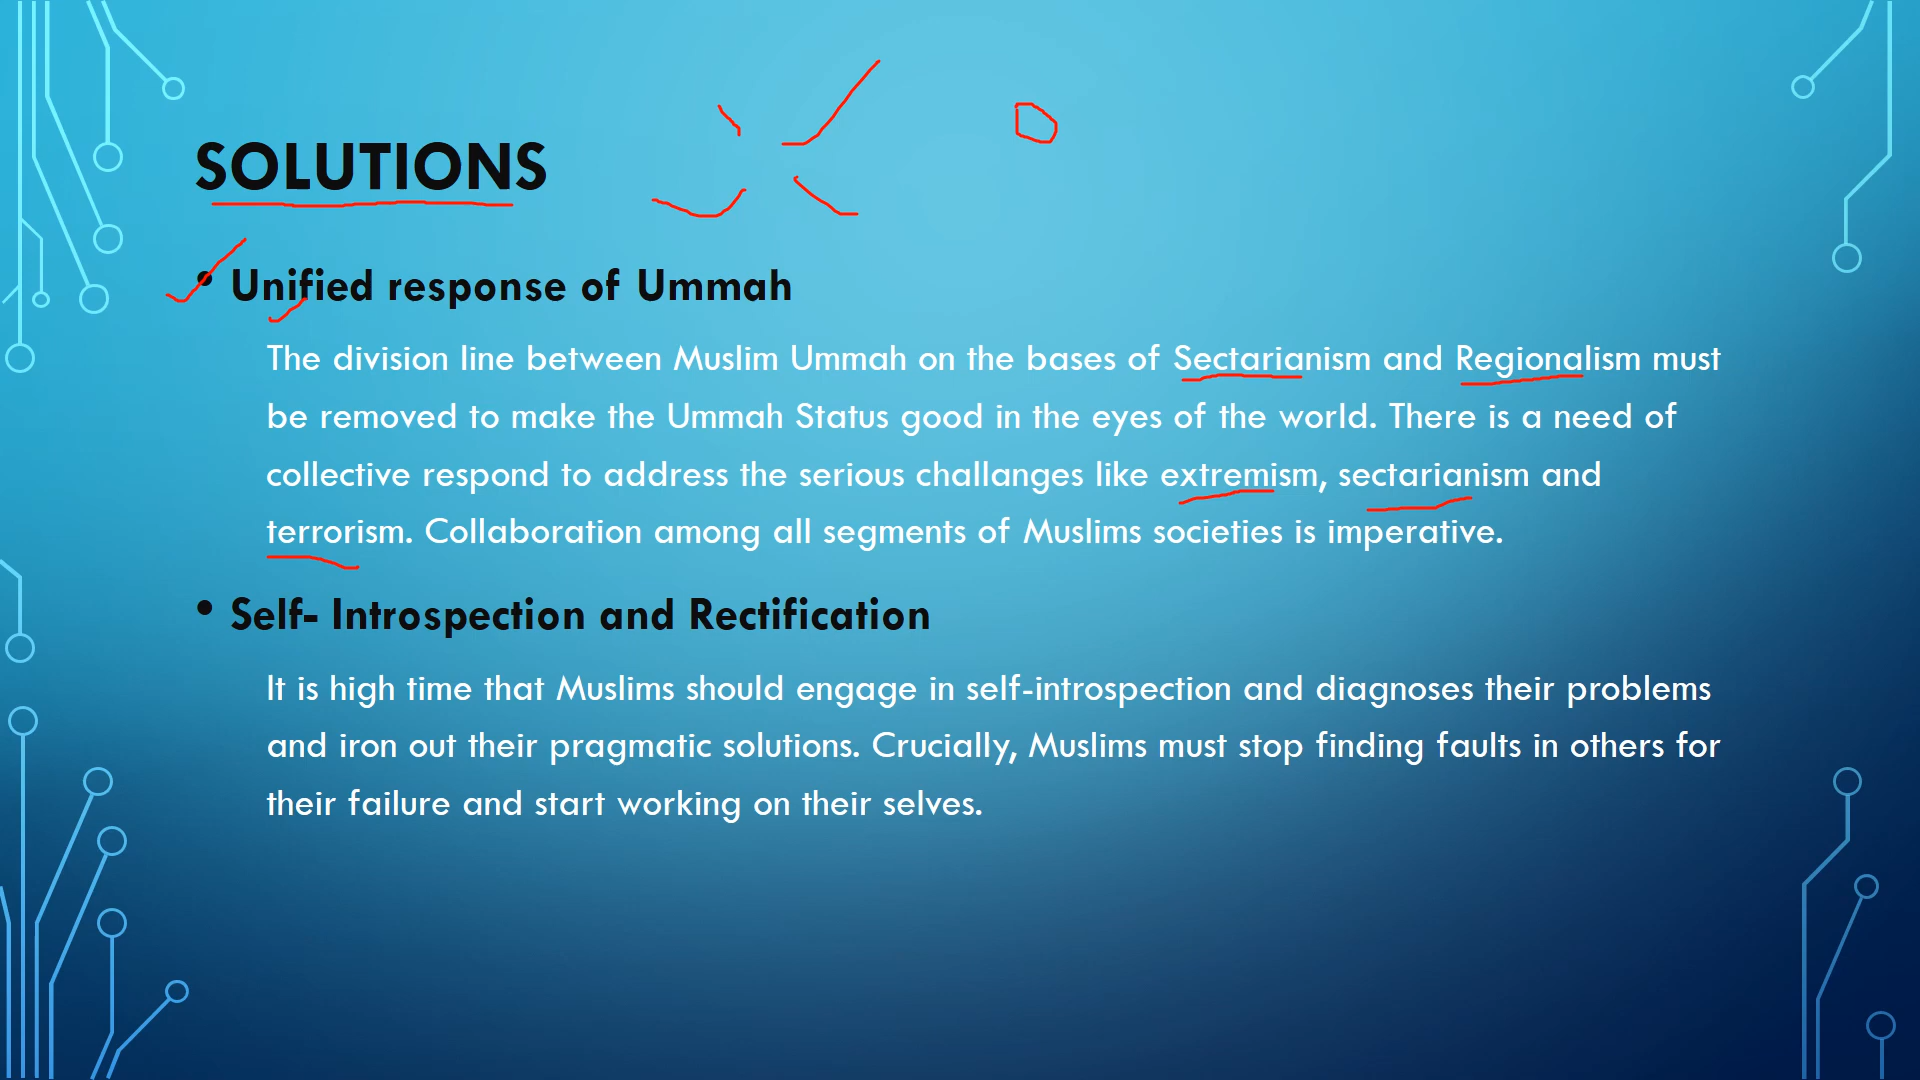 SOLUTIONS
• Unified response of Ummah
The division line between Muslim Ummah on the bases of Sectarianism and Regionalism must
be removed to make the Ummah Status good in the eyes of the world. There is a need of
collective respond to address the serious challanges like extremism, sectarianism and
terrorism. Collaboration among all segments of Muslims societies is imperative.
• Self- Introspection and Rectification
It is high time that Muslims should engage in self-introspection and diagnoses their problems
and iron out their pragmatic solutions. Crucially, Muslims must stop finding faults in others for
their failure and start working on their selves.